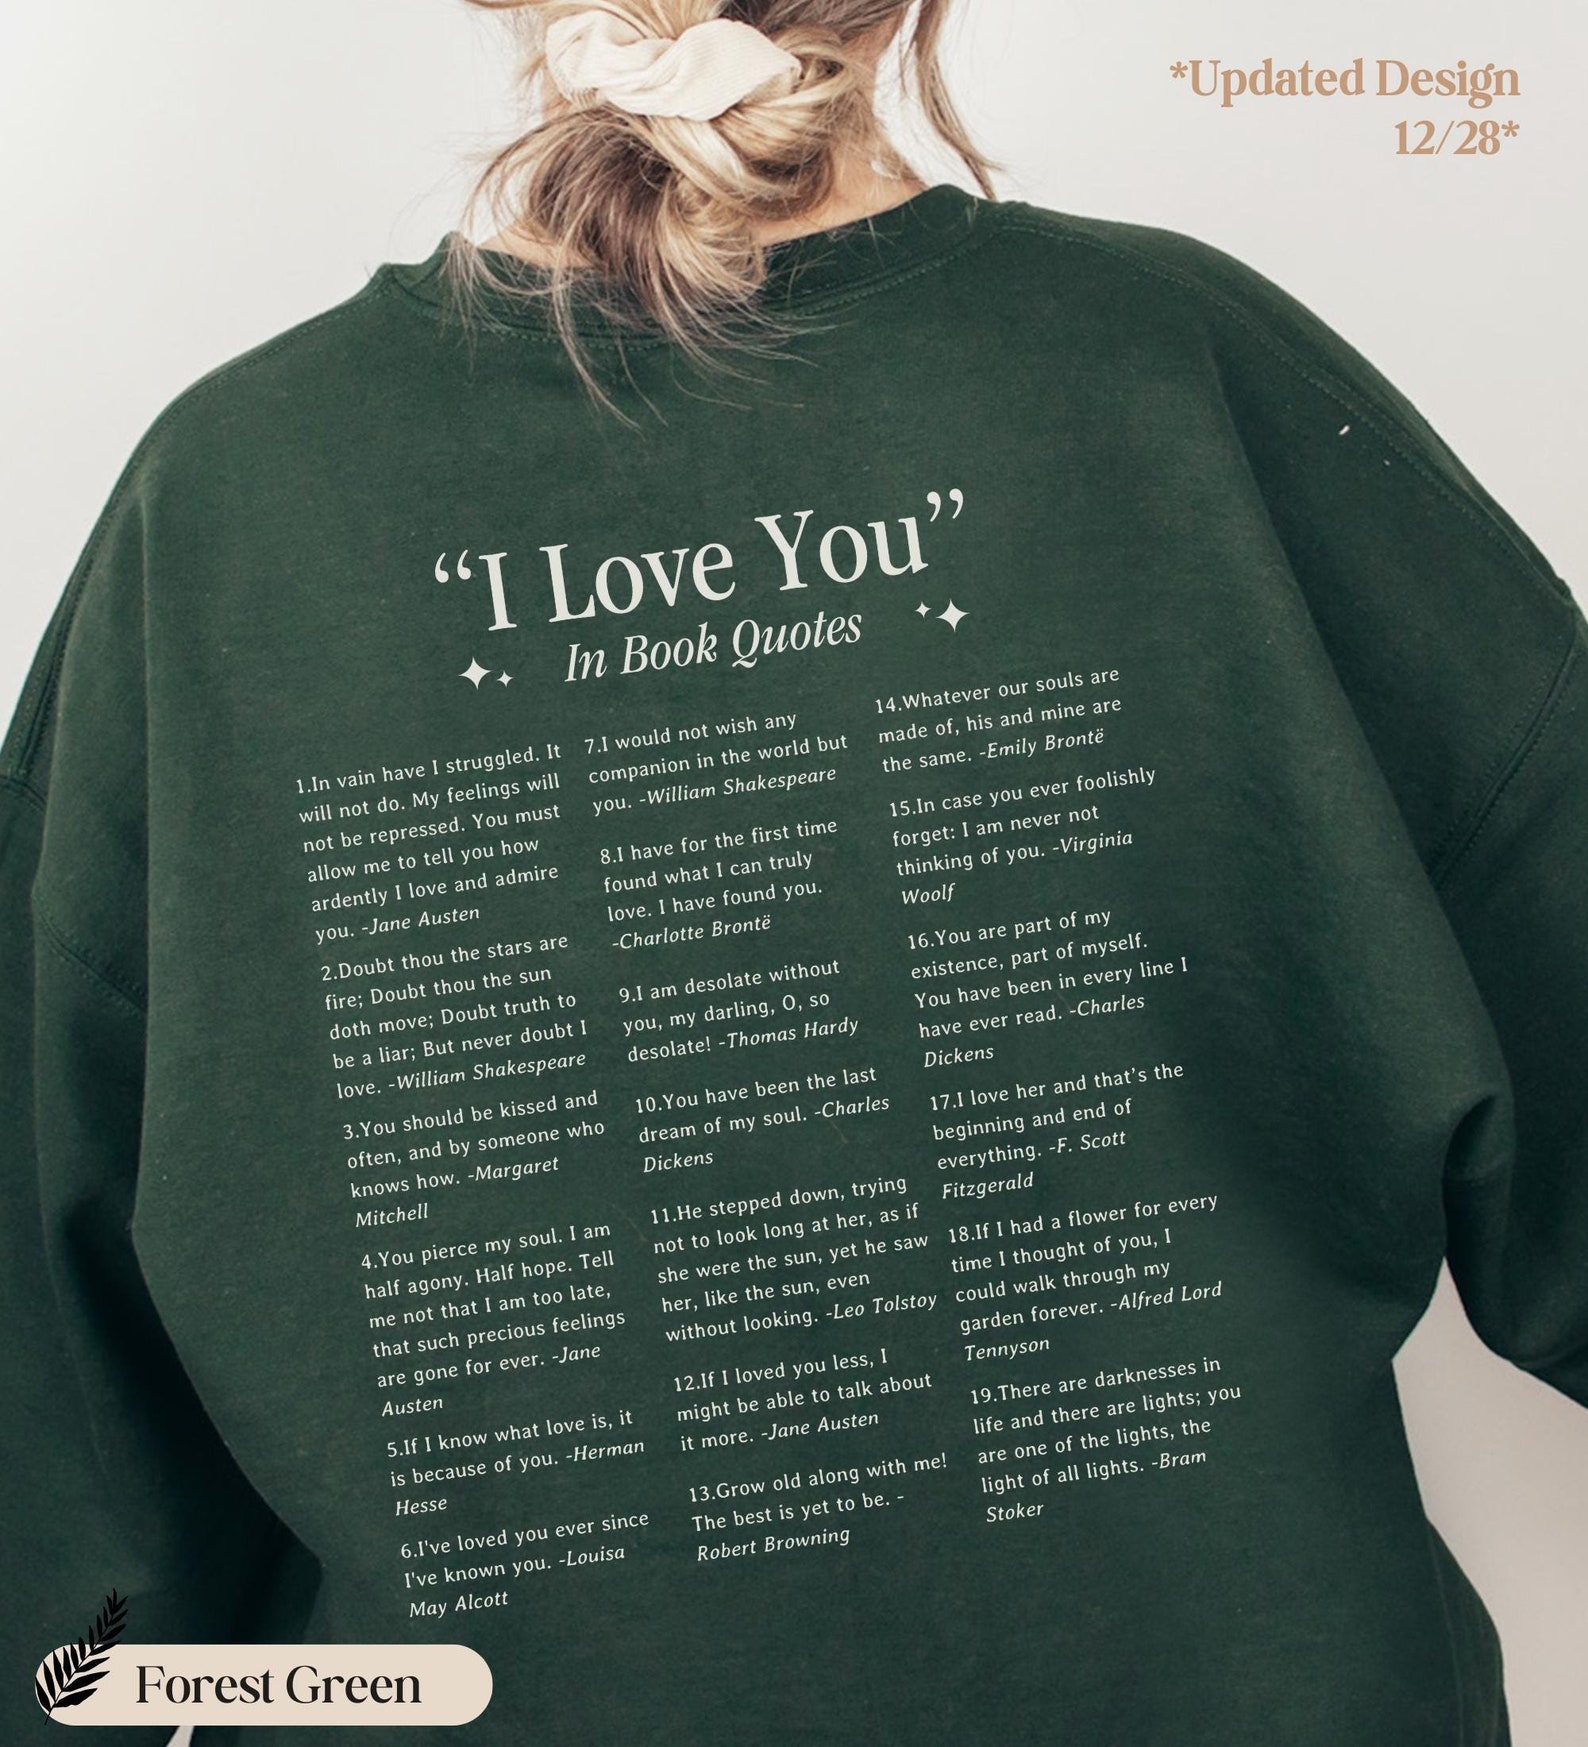 *Updated Design
12/28*
“I Love You”
In Book Quotes
1.In vain have I struggled. It
will not do. My feelings will
not be repressed. You must
allow me to tell you how
ardently I love and admire
you. -Jane Austen
2.Doubt thou the stars are
fire; Doubt thou the sun
doth move; Doubt truth to
be a liar; But never doubt I
love. -William Shakespeare
3.You should be kissed and
often, and by someone who
knows how. -Margaret
Mitchell
4.You pierce my soul. I am
half agony. Half hope. Tell
me not that I am too late,
that such precious feelings
are gone for ever. -Jane
Austen
5.If I know what love is, it
is because of you. -Herman
Hesse
6.I've loved you ever since
I've known you. -Louisa
May Alcott
7.I would not wish any
companion in the world but
you. -William Shakespeare
8.I have for the first time
found what I can truly
love. I have found you.
-Charlotte Brontë
9.I am desolate without
you, my darling, O, so
desolate! -Thomas Hardy
10.You have been the last
dream of my soul. -Charles
Dickens
11.He stepped down, trying
not to look long at her, as if
she were the sun, yet he saw
her, like the sun, even
without looking. -Leo Tolstoy
12.If I loved you less, I
might be able to talk about
it more. -Jane Austen
13.Grow old along with me!
The best is yet to be. -
Robert Browning
14.Whatever our souls are
made of, his and mine are
the same. -Emily Brontë
15.In case you ever foolishly
forget: I am never not
thinking of you. -Virginia
Woolf
16.You are part of my
existence, part of myself.
You have been in every line I
have ever read. -Charles
Dickens
17.I love her and that’s the
beginning and end of
everything. -F. Scott
Fitzgerald
18.If I had a flower for every
time I thought of you, I
could walk through my
garden forever. -Alfred Lord
Tennyson
19.There are darknesses in
life and there are lights; you
are one of the lights, the
light of all lights. -Bram
Stoker
Forest Green